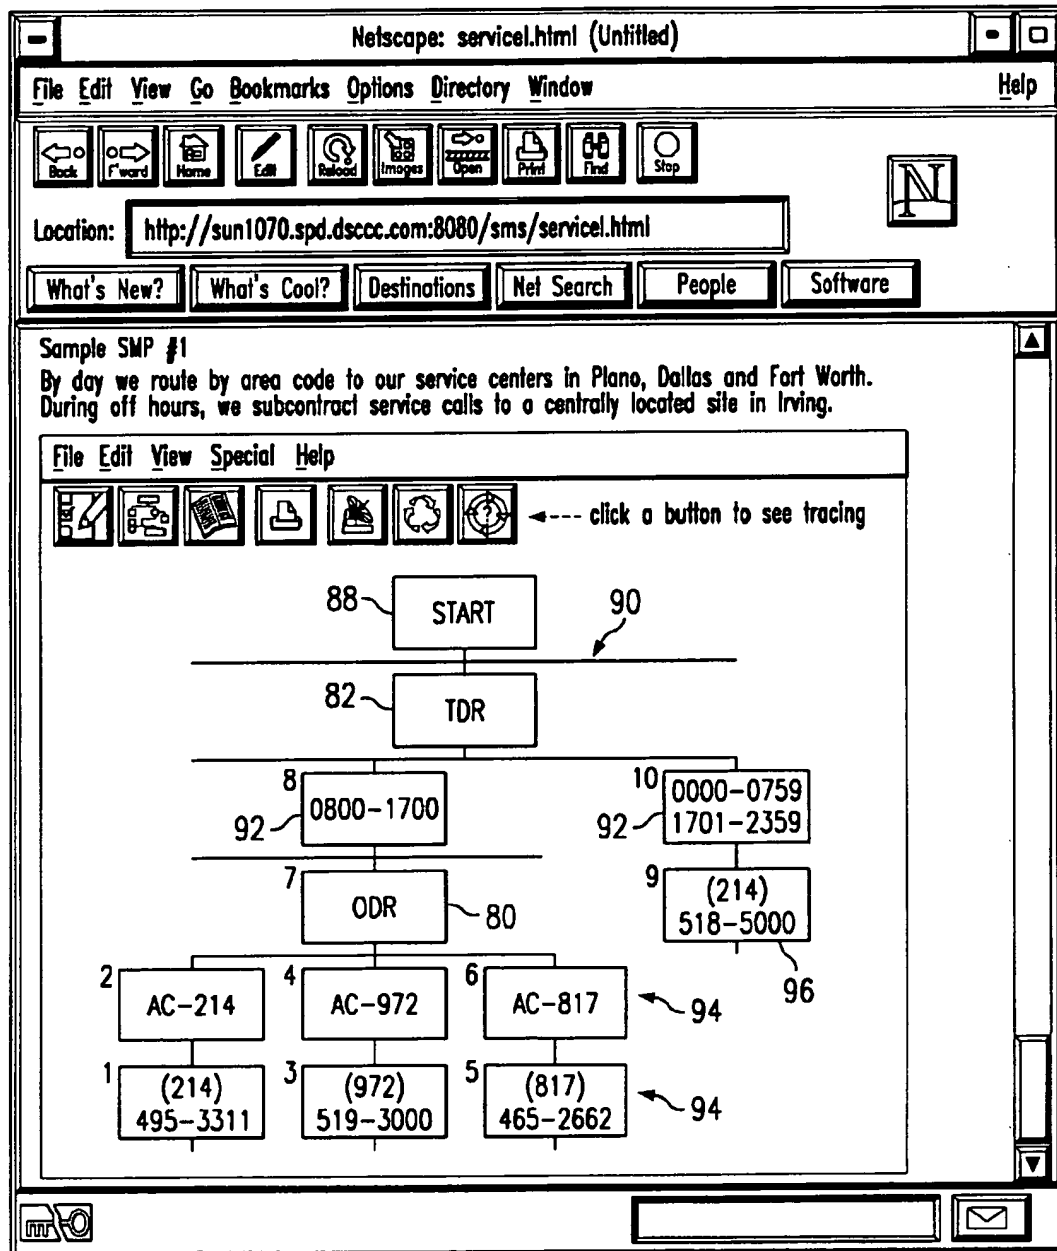 Netscape: servicel.html (Untitled)
File Edit View Go Bookmarks Options Directory Window Help
Back F'ward Home Edit Reload Images Open Print Find Stop
N
Location: http://sun1070.spd.dsccc.com:8080/sms/servicel.html
What's New? What's Cool? Destinations Net Search People Software
Sample SMP #1
By day we route by area code to our service centers in Plano, Dallas and Fort Worth.
During off hours, we subcontract service calls to a centrally located site in Irving.
File Edit View Special Help
? click a button to see tracing
88 START
90
82 TDR
8 0800-1700 92
10 0000-0759
92 1701-2359
7 ODR 80
9 (214)
518-5000
96
2 AC-214 4 AC-972 6 AC-817 94
1 (214) 3 (972) 5 (817) 94
495-3311 519-3000 465-2662